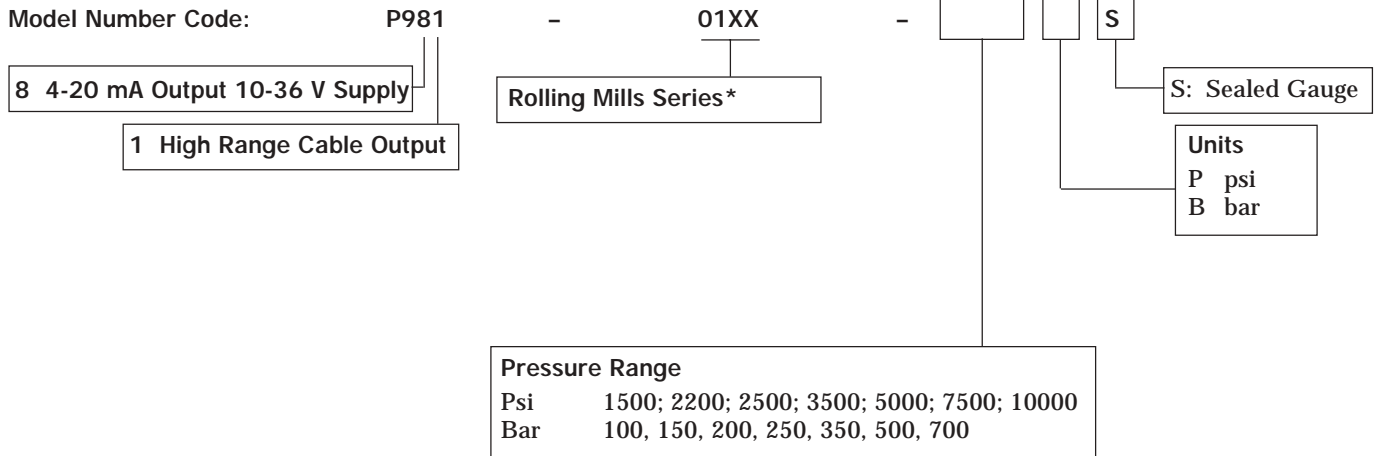 Model Number Code: P981 – 01XX – S
8 4-20 mA Output 10-36 V Supply
Rolling Mills Series*
S: Sealed Gauge
1 High Range Cable Output
Units
P psi
B bar
Pressure Range
Psi 1500; 2200; 2500; 3500; 5000; 7500; 10000
Bar 100, 150, 200, 250, 350, 500, 700